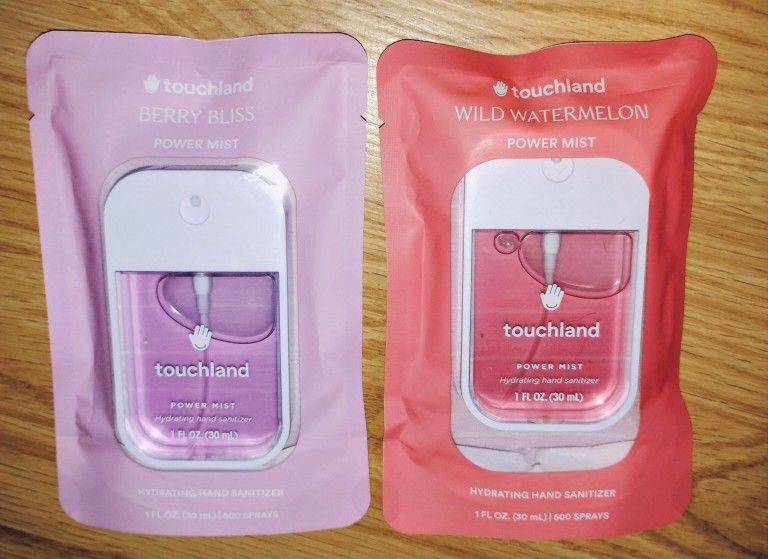 touchland
BERRY BLISS
POWER MIST
touchland
POWER MIST
Hydrating hand sanitizer
1 FL OZ. (30 mL)
HYDRATING HAND SANITIZER
1 FL OZ. (30 mL) | 500 SPRAYS
touchland
WILD WATERMELON
POWER MIST
touchland
POWER MIST
Hydrating hand sanitizer
1 FL OZ. (30 mL)
HYDRATING HAND SANITIZER
1 FL OZ. (30 mL) | 500 SPRAYS